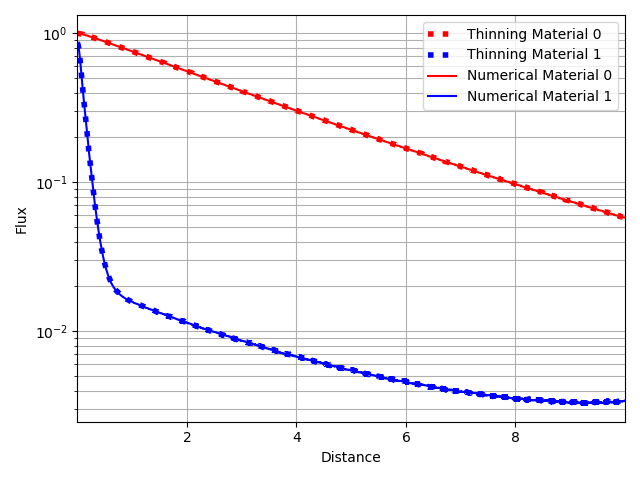 10⁰
10⁻¹
10⁻²
Flux
Thinning Material 0
Thinning Material 1
Numerical Material 0
Numerical Material 1
2 4 6 8
Distance